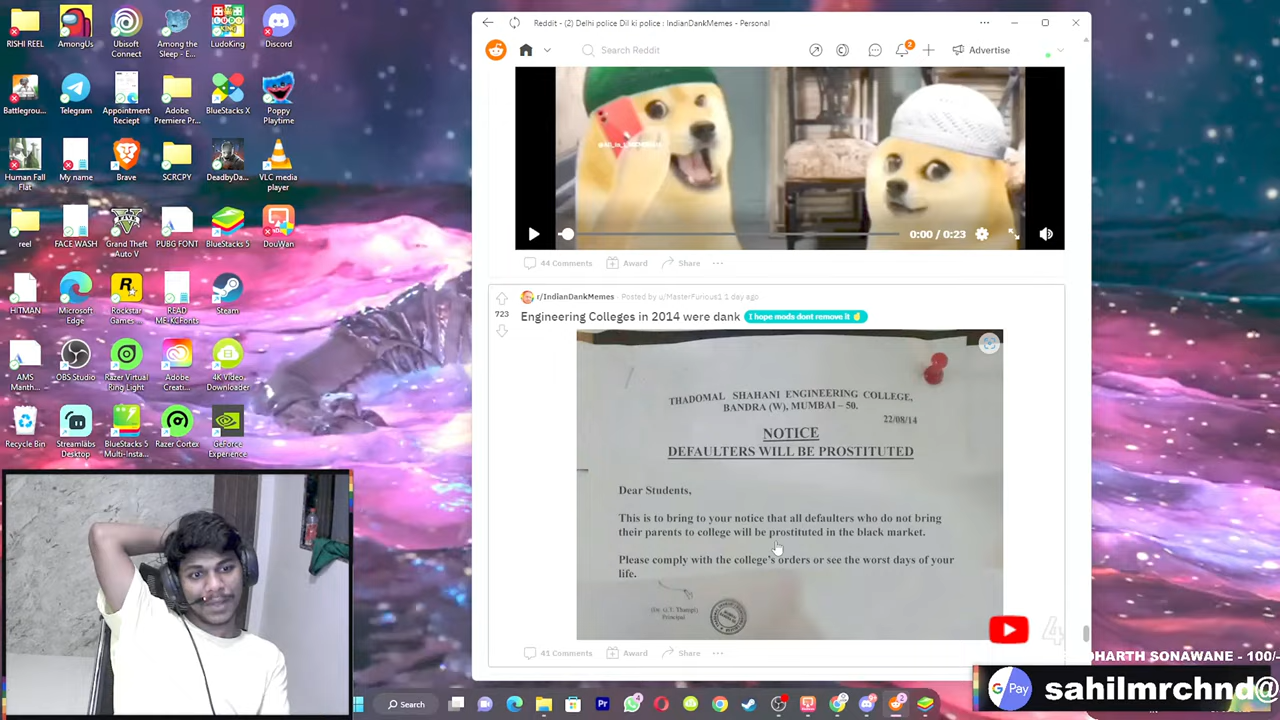 RISHI REEL
AmongUs
Ubisoft
Connect
Among the
Sleep - E...
LudoKing
Discord
Battlegrou...
Telegram
Appointment
Reciept
Adobe
Premiere Pr...
BlueStacks X
Poppy
Playtime
Human Fall
Flat
My name
Brave
SCRCPY
DeadbyDa...
VLC media
player
reel
FACE WASH
Grand Theft
Auto V
PUBG FONT
BlueStacks 5
DouWan
HITMAN
Microsoft
Edge
Rockstar
Games ...
READ
ME-KCFonts
Steam
AMS
Manth...
OBS Studio
Razer Virtual
Ring Light
Adobe
Creati...
4K Video
Downloader
Recycle Bin
Streamlabs
Desktop
BlueStacks 5
Multi-Insta...
Razer Cortex
GeForce
Experience
Reddit - (2) Delhi police Dil ki police : IndianDankMemes - Personal
Search Reddit
2
Advertise
0:00 / 0:23
44 Comments
Award
Share
r/IndianDankMemes · Posted by u/MasterFurious1 1 day ago
723
Engineering Colleges in 2014 were dank
I hope mods dont remove it
THADOMAL SHAHANI ENGINEERING COLLEGE,
BANDRA (W), MUMBAI – 50.
22/08/14
NOTICE
DEFAULTERS WILL BE PROSTITUTED
Dear Students,
This is to bring to your notice that all defaulters who do not bring
their parents to college will be prostituted in the black market.
Please comply with the college's orders or see the worst days of your
life.
Principal
41 Comments
Award
Share
DHARTH SONAWANE - 100/-
G Pay
sahilmrchnd@
Search